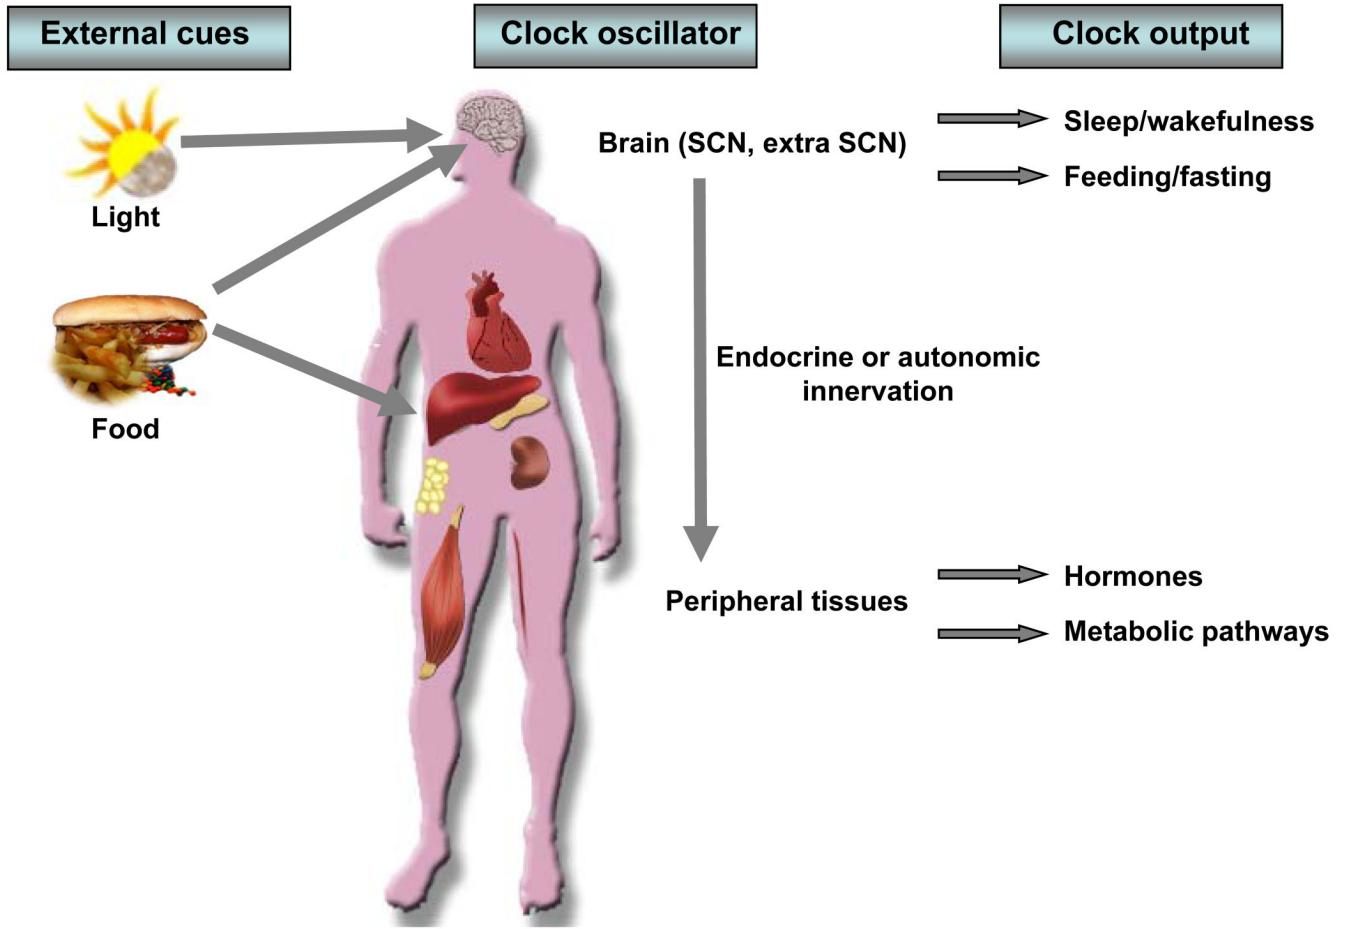 External cues
Clock oscillator
Clock output
Light
Food
Brain (SCN, extra SCN)
Endocrine or autonomic
innervation
Peripheral tissues
Sleep/wakefulness
Feeding/fasting
Hormones
Metabolic pathways